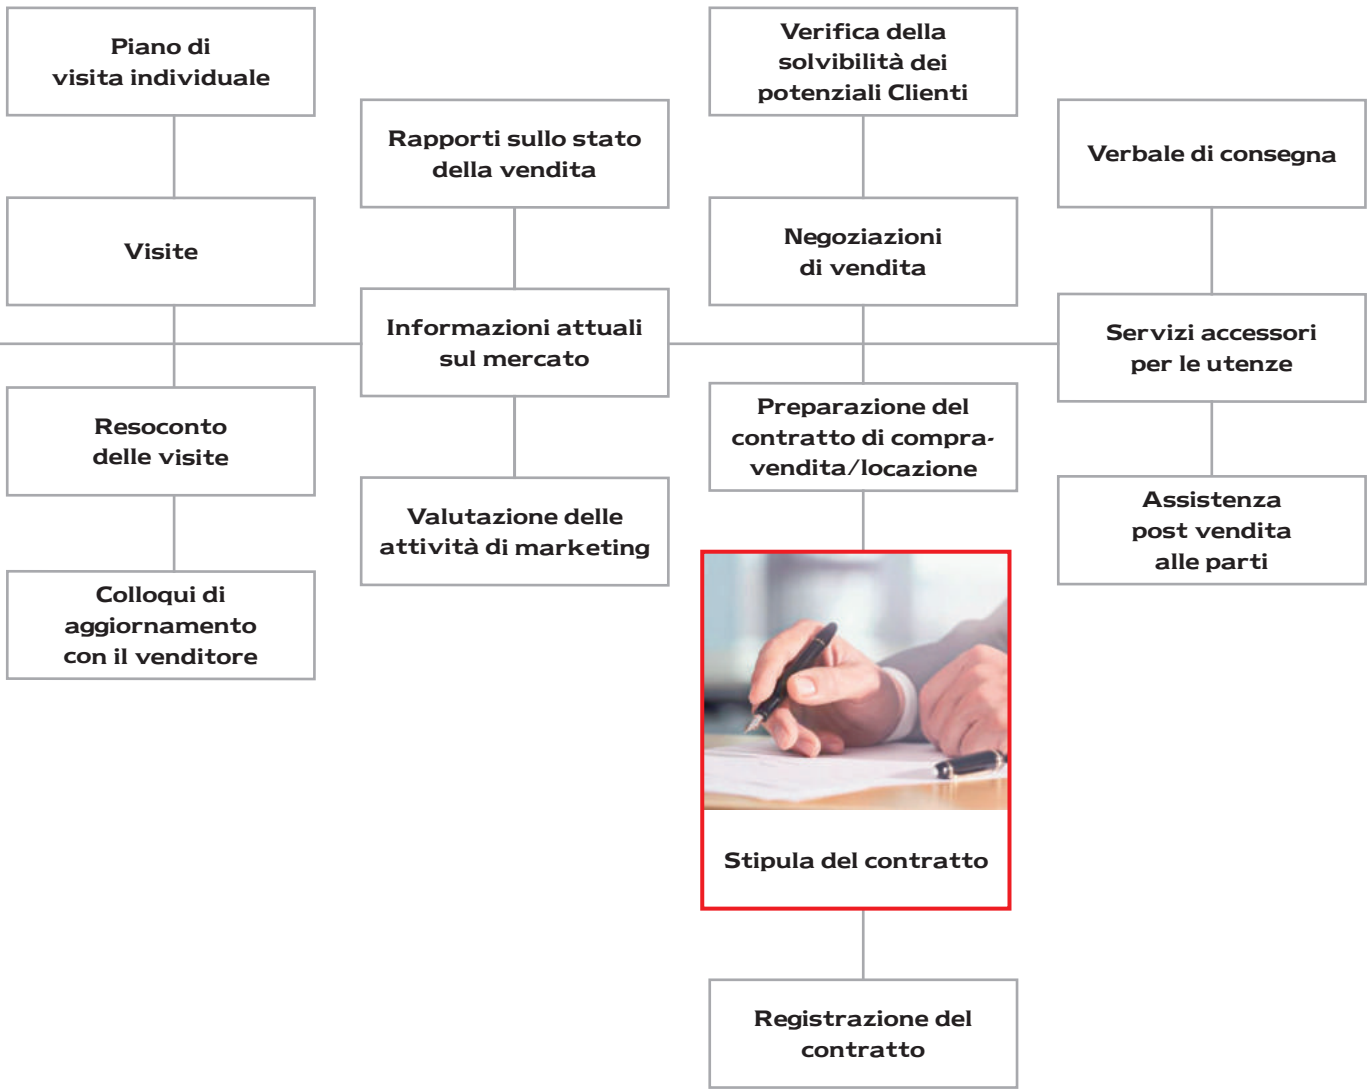 Piano di
visita individuale
Visite
Resoconto
delle visite
Colloqui di
aggiornamento
con il venditore
Rapporti sullo stato
della vendita
Informazioni attuali
sul mercato
Valutazione delle
attività di marketing
Verifica della
solvibilità dei
potenziali Clienti
Negoziazioni
di vendita
Preparazione del
contratto di compra-
vendita/locazione
Stipula del contratto
Registrazione del
contratto
Verbale di consegna
Servizi accessori
per le utenze
Assistenza
post vendita
alle parti